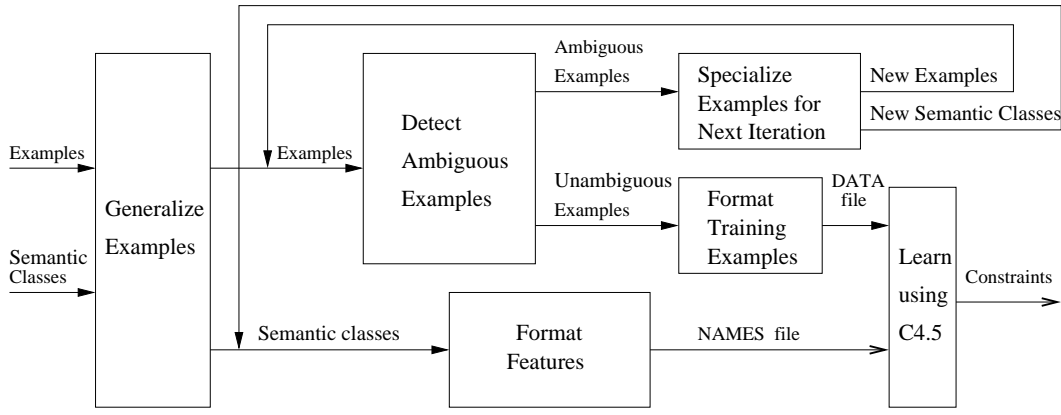 Examples
Semantic
Classes
Generalize
Examples
Examples
Detect
Ambiguous
Examples
Ambiguous
Examples
Specialize
Examples for
Next Iteration
New Examples
New Semantic Classes
Unambiguous
Examples
Format
Training
Examples
DATA
file
Semantic classes
Format
Features
NAMES file
Learn
using
C4.5
Constraints